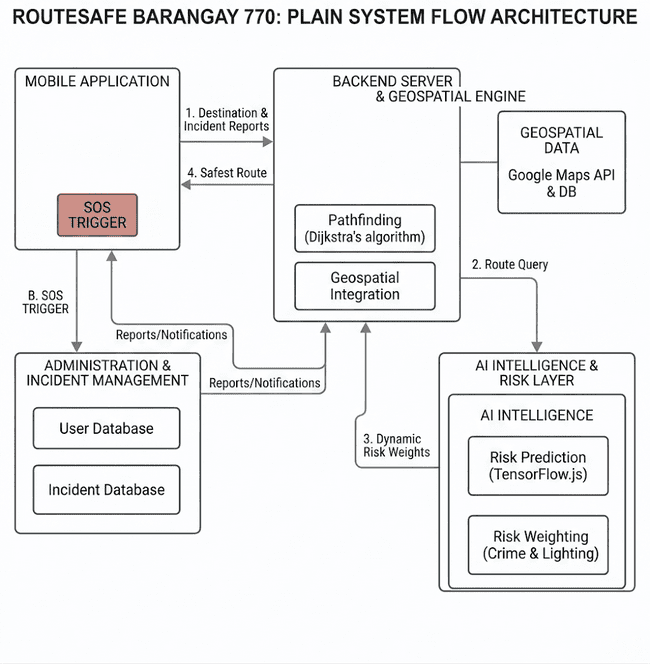 ROUTESAFE BARANGAY 770: PLAIN SYSTEM FLOW ARCHITECTURE
MOBILE APPLICATION
SOS
TRIGGER
1. Destination &
Incident Reports
4. Safest Route
BACKEND SERVER
& GEOSPATIAL ENGINE
Pathfinding
(Dijkstra's algorithm)
Geospatial
Integration
GEOSPATIAL
DATA
Google Maps API
& DB
2. Route Query
B. SOS
TRIGGER
Reports/Notifications
Reports/Notifications
ADMINISTRATION &
INCIDENT MANAGEMENT
User Database
Incident Database
3. Dynamic
Risk Weights
AI INTELLIGENCE &
RISK LAYER
AI INTELLIGENCE
Risk Prediction
(TensorFlow.js)
Risk Weighting
(Crime & Lighting)